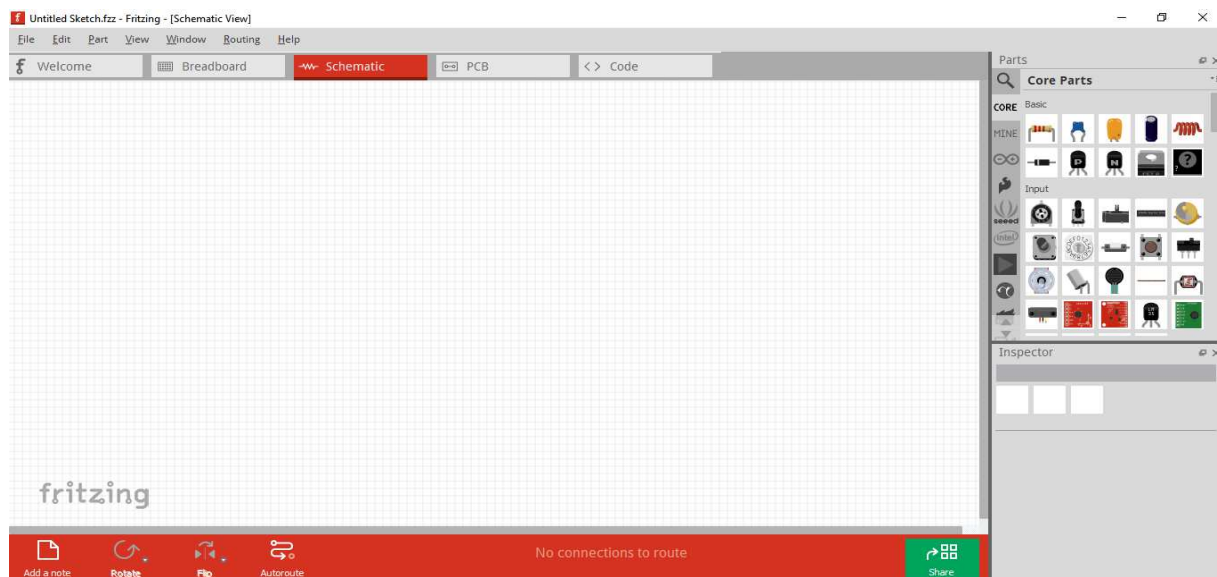 Untitled Sketch.fzz - Fritzing - [Schematic View]
File Edit Part View Window Routing Help
Welcome Breadboard Schematic PCB Code
Parts
Core Parts
CORE Basic
MINE
P N ?
Input
seeed
intel
Inspector
fritzing
No connections to route
Add a note Rotate Flip Autoroute Share